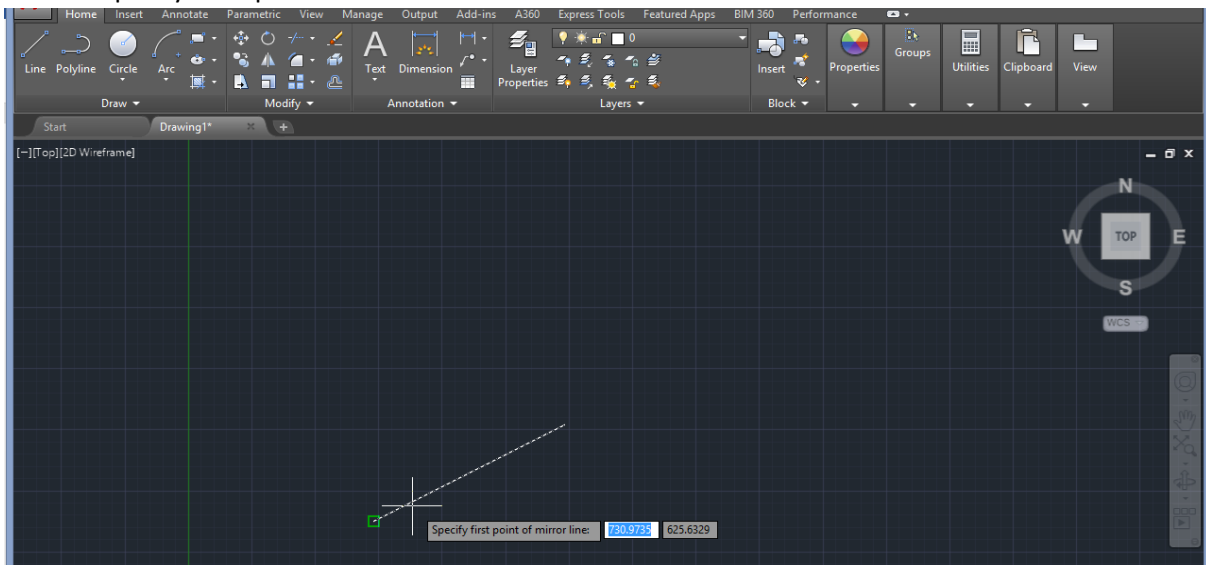 Home Insert Annotate Parametric View Manage Output Add-ins A360 Express Tools Featured Apps BIM 360 Performance
0
Line Polyline Circle Arc Text Dimension Layer Properties Insert Properties Groups Utilities Clipboard View
Draw Modify Annotation Layers Block
Start Drawing1*
[−][Top][2D Wireframe]
N
W TOP E
S
WCS
Specify first point of mirror line: 730.9735 625.6329